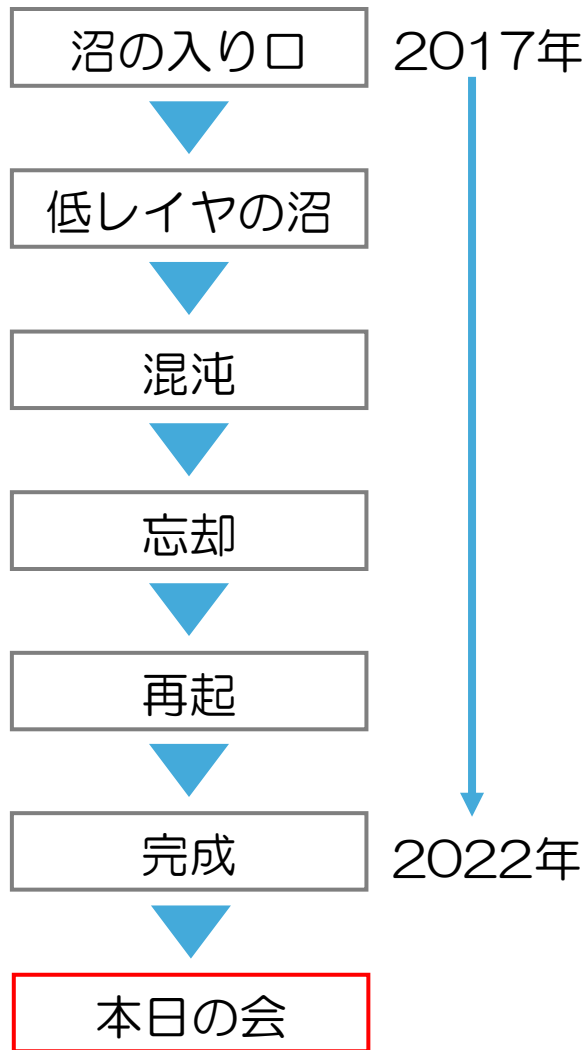 沼の入り口 2017年
低レイヤの沼
混沌
忘却
再起
完成 2022年
本日の会